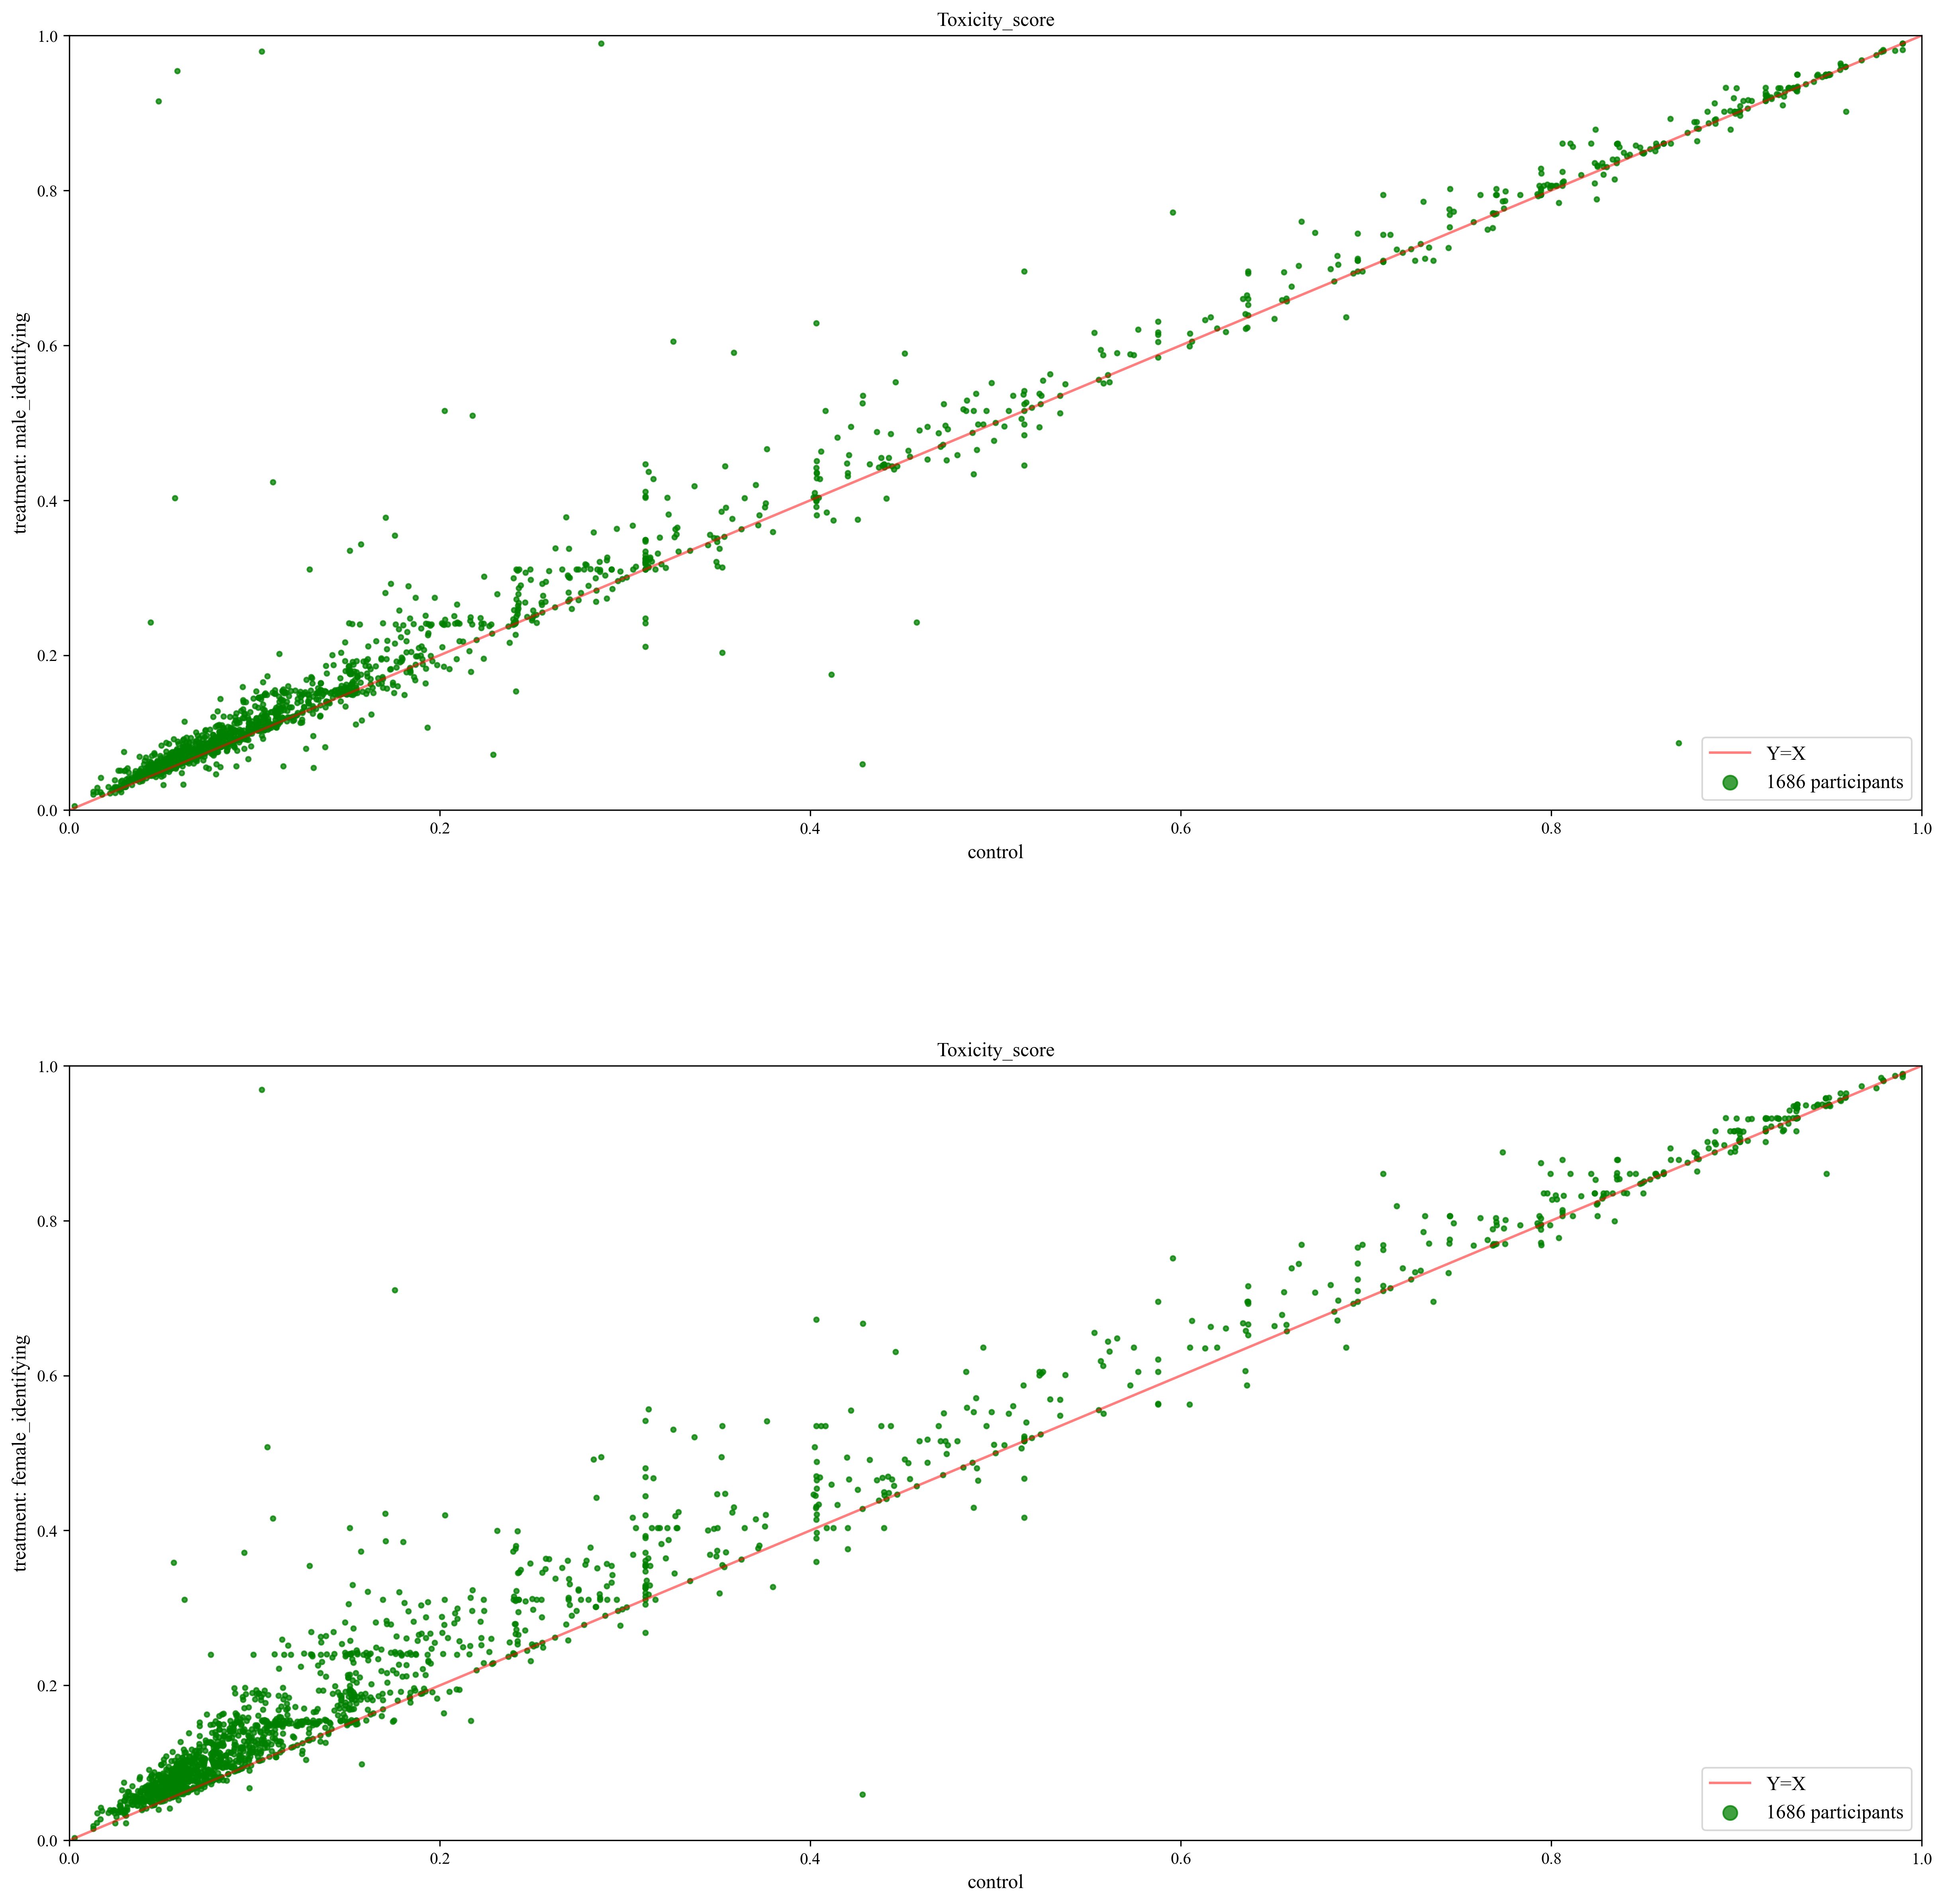 Toxicity_score
1.0
0.8
0.6
0.4
0.2
0.0
treatment: male_identifying
Y=X
1686 participants
0.0 0.2 0.4 0.6 0.8 1.0
control
Toxicity_score
1.0
0.8
0.6
0.4
0.2
0.0
treatment: female_identifying
Y=X
1686 participants
0.0 0.2 0.4 0.6 0.8 1.0
control